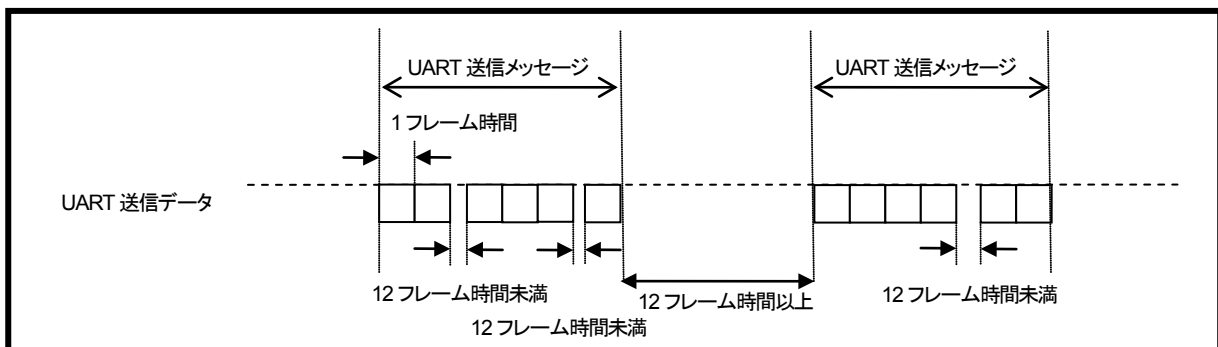 UART 送信メッセージ
UART 送信メッセージ
1 フレーム時間
UART 送信データ
12 フレーム時間未満
12 フレーム時間以上
12 フレーム時間未満
12 フレーム時間未満